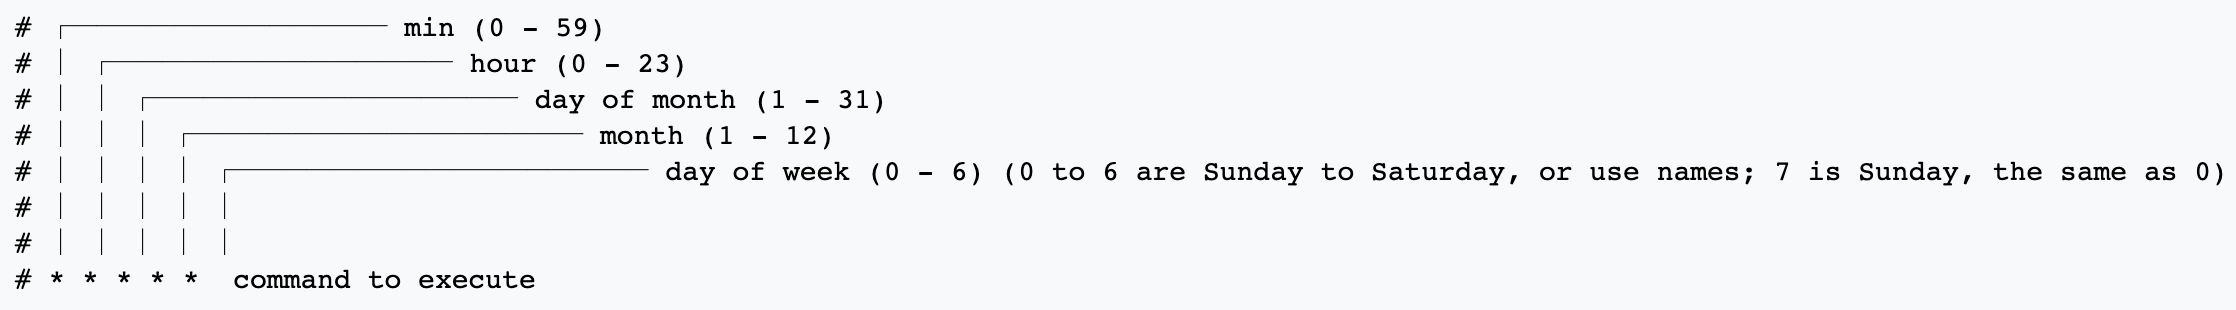 # ┌──────────── min (0 - 59)
# │ ┌──────────── hour (0 - 23)
# │ │ ┌──────────── day of month (1 - 31)
# │ │ │ ┌──────────── month (1 - 12)
# │ │ │ │ ┌──────────── day of week (0 - 6) (0 to 6 are Sunday to Saturday, or use names; 7 is Sunday, the same as 0)
# │ │ │ │ │
# │ │ │ │ │
# * * * * *  command to execute